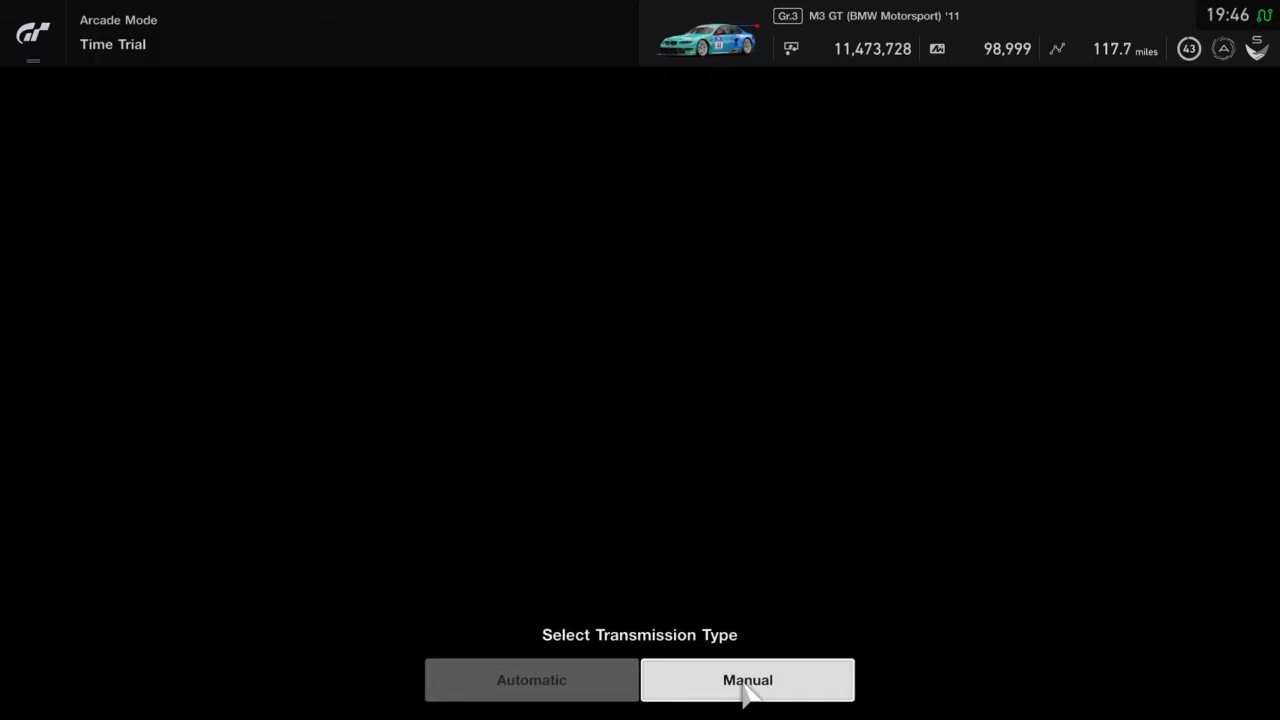 Arcade Mode
Time Trial
Gr.3 M3 GT (BMW Motorsport) '11
11,473,728 98,999 117.7 miles 43 A S
19:46
Select Transmission Type
Automatic Manual